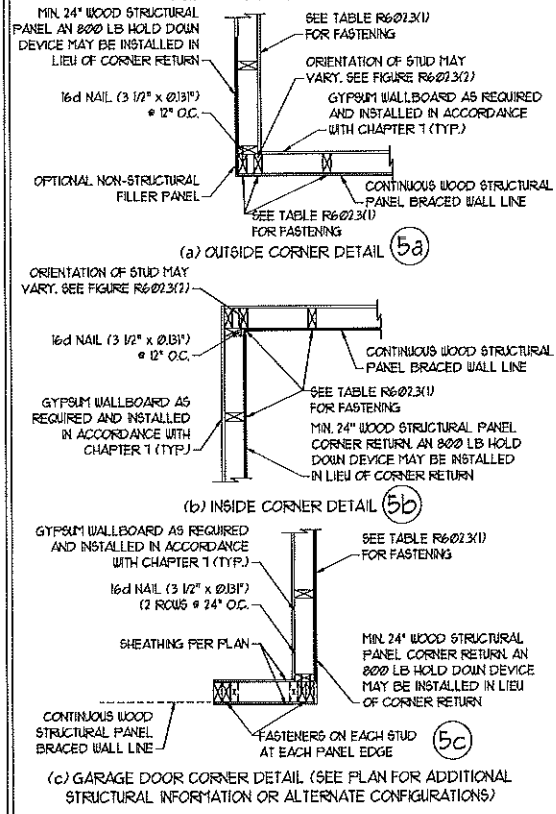 MIN. 24" WOOD STRUCTURAL
PANEL AN 800 LB HOLD DOWN
DEVICE MAY BE INSTALLED IN
LIEU OF CORNER RETURN
16d NAIL (3 1/2" x 0.131")
@ 12" O.C.
OPTIONAL NON-STRUCTURAL
FILLER PANEL
SEE TABLE R602.3(1)
FOR FASTENING
ORIENTATION OF STUD MAY
VARY. SEE FIGURE R602.3(2)
GYPSUM WALLBOARD AS REQUIRED
AND INSTALLED IN ACCORDANCE
WITH CHAPTER 7 (TYP.)
CONTINUOUS WOOD STRUCTURAL
PANEL BRACED WALL LINE
SEE TABLE R602.3(1)
FOR FASTENING
(a) OUTSIDE CORNER DETAIL 5a
ORIENTATION OF STUD MAY
VARY. SEE FIGURE R602.3(2)
16d NAIL (3 1/2" x 0.131")
@ 12" O.C.
GYPSUM WALLBOARD AS
REQUIRED AND INSTALLED
IN ACCORDANCE WITH
CHAPTER 7 (TYP.)
CONTINUOUS WOOD STRUCTURAL
PANEL BRACED WALL LINE
SEE TABLE R602.3(1)
FOR FASTENING
MIN. 24" WOOD STRUCTURAL PANEL
CORNER RETURN. AN 800 LB HOLD
DOWN DEVICE MAY BE INSTALLED
IN LIEU OF CORNER RETURN
(b) INSIDE CORNER DETAIL 5b
GYPSUM WALLBOARD AS REQUIRED
AND INSTALLED IN ACCORDANCE
WITH CHAPTER 7 (TYP.)
16d NAIL (3 1/2" x 0.131")
(2 ROWS @ 24" O.C.
SHEATHING PER PLAN
CONTINUOUS WOOD
STRUCTURAL PANEL
BRACED WALL LINE
SEE TABLE R602.3(1)
FOR FASTENING
MIN. 24" WOOD STRUCTURAL
PANEL CORNER RETURN. AN
800 LB HOLD DOWN DEVICE
MAY BE INSTALLED IN LIEU
OF CORNER RETURN
FASTENERS ON EACH STUD
AT EACH PANEL EDGE
5c
(c) GARAGE DOOR CORNER DETAIL (SEE PLAN FOR ADDITIONAL
STRUCTURAL INFORMATION OR ALTERNATE CONFIGURATIONS)